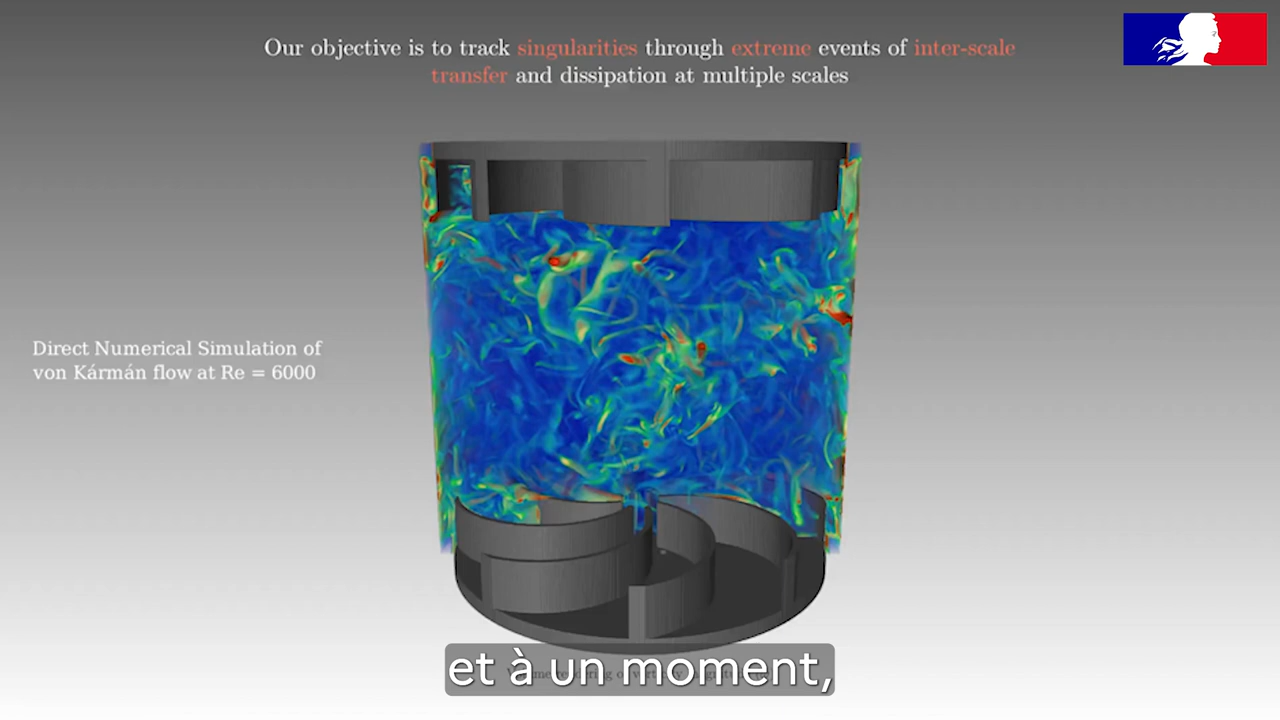 Our objective is to track singularities through extreme events of inter-scale
transfer and dissipation at multiple scales
Direct Numerical Simulation of
von Kármán flow at Re = 6000
et à un moment,